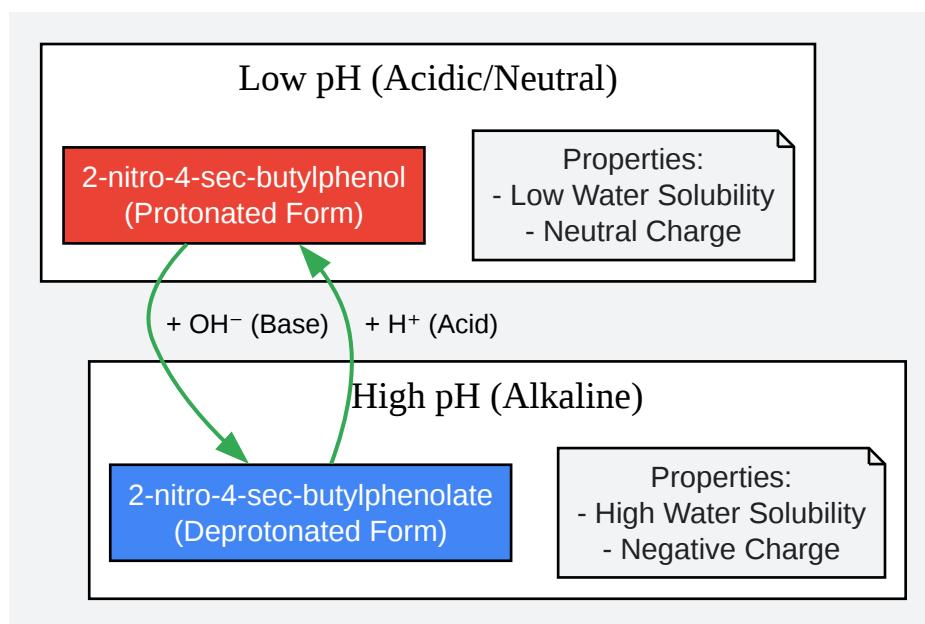 Low pH (Acidic/Neutral)
2-nitro-4-sec-butylphenol
(Protonated Form)
Properties:
- Low Water Solubility
- Neutral Charge
+ OH⁻ (Base)
+ H⁺ (Acid)
High pH (Alkaline)
2-nitro-4-sec-butylphenolate
(Deprotonated Form)
Properties:
- High Water Solubility
- Negative Charge